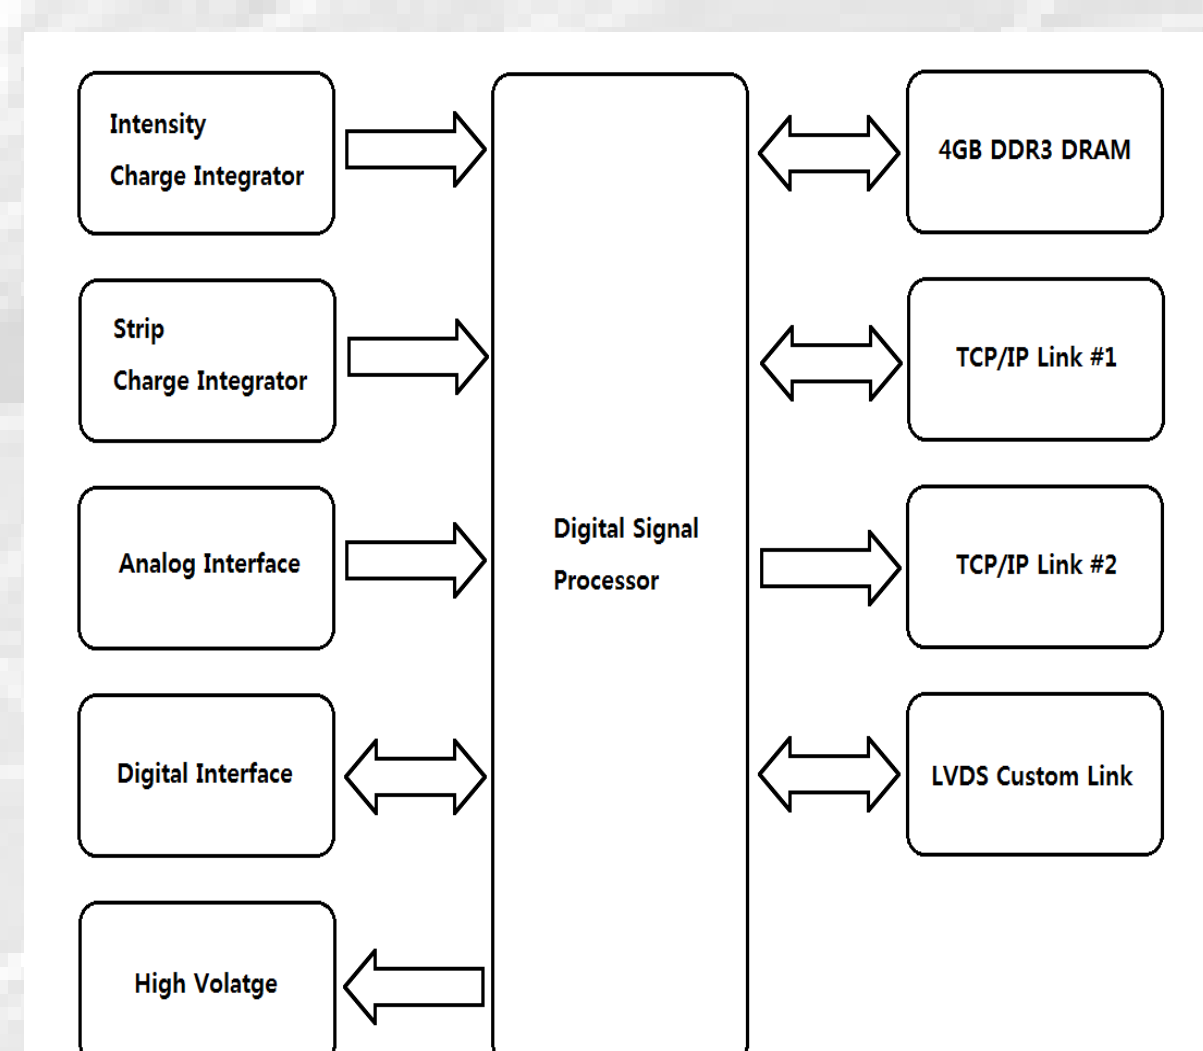 Intensity
Charge Integrator
4GB DDR3 DRAM
Strip
Charge Integrator
TCP/IP Link #1
Analog Interface
Digital Signal
Processor
TCP/IP Link #2
Digital Interface
LVDS Custom Link
High Volatge